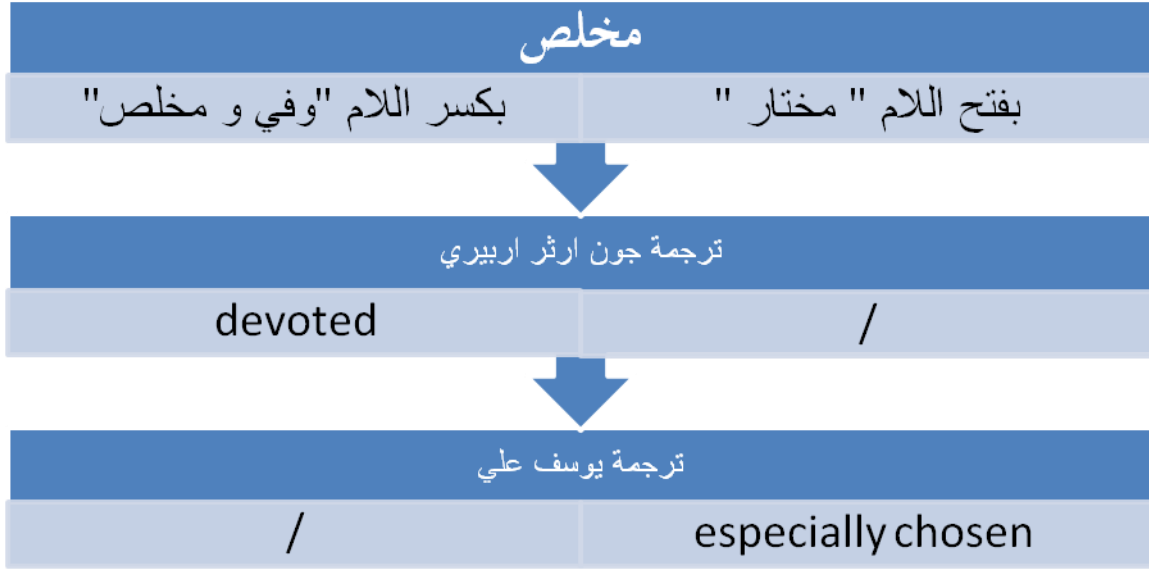 مخلص
بفتح اللام " مختار "
بكسر اللام "وفي و مخلص"
ترجمة جون ارثر اربيري
/
devoted
ترجمة يوسف علي
especially chosen
/